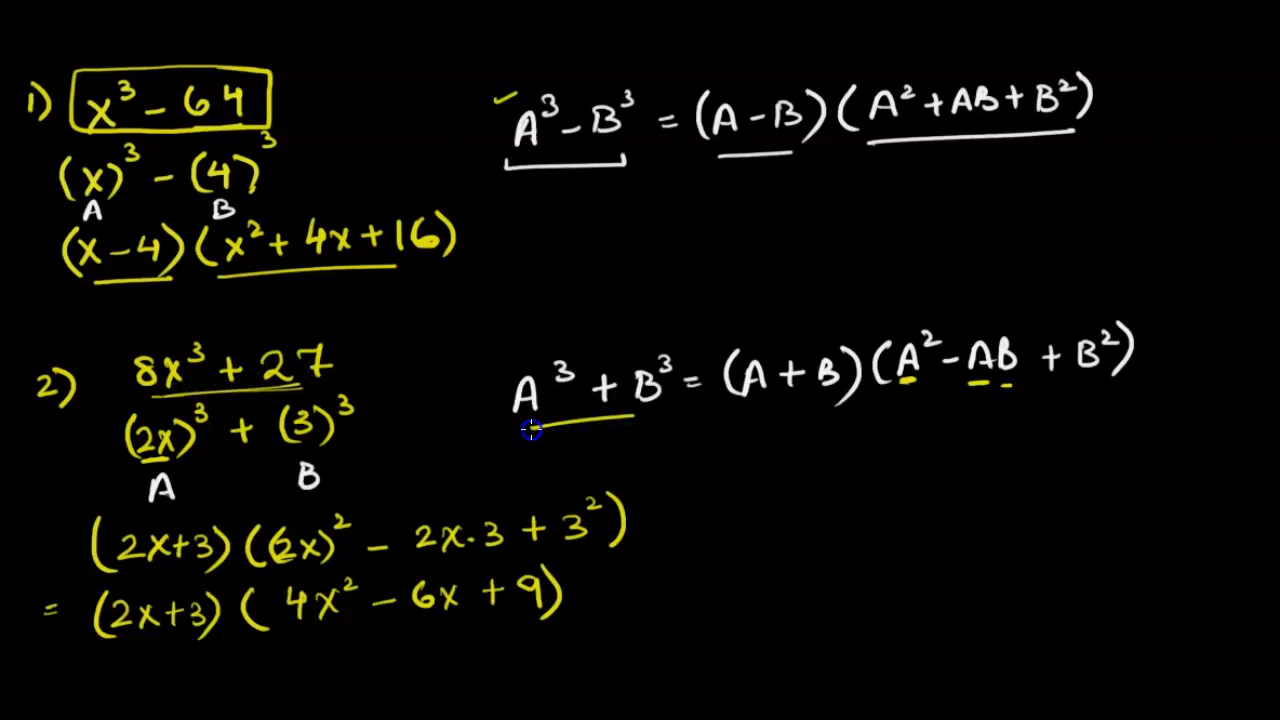 1) x³ - 64
(x)³ - (4)³
A B
(x - 4) (x² + 4x + 16)
A³ - B³ = (A - B) (A² + AB + B²)
2) 8x³ + 27
(2x)³ + (3)³
A B
(2x+3) (2x)² - 2x·3 + 3²)
= (2x+3) (4x² - 6x + 9)
A³ + B³ = (A + B) (A² - AB + B²)